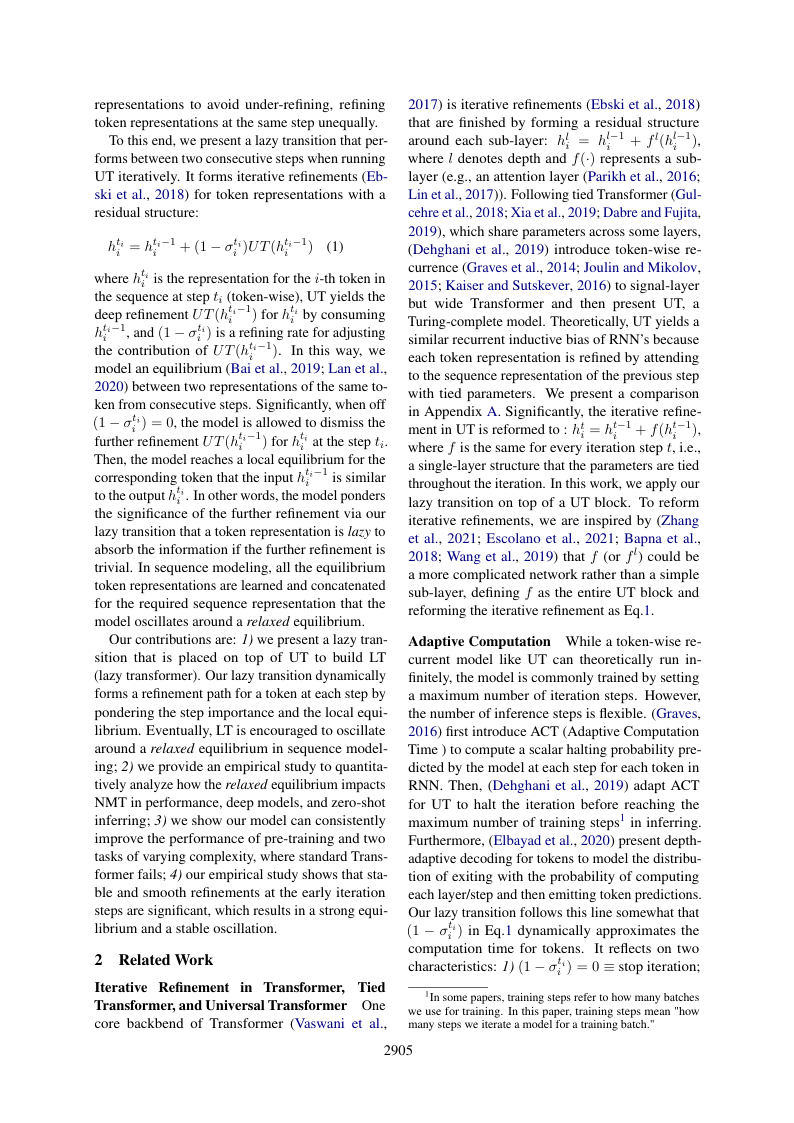 representations to avoid under-refining, refining
token representations at the same step unequally.
To this end, we present a lazy transition that per-
forms between two consecutive steps when running
UT iteratively. It forms iterative refinements (Eb-
ski et al., 2018) for token representations with a
residual structure:
h_i^{t_i} = h_i^{t_i-1} + (1 − σ_i^{t_i})UT(h_i^{t_i-1}) (1)
where h_i^{t_i} is the representation for the i-th token in
the sequence at step t_i (token-wise), UT yields the
deep refinement UT(h_i^{t_i-1}) for h_i^{t_i} by consuming
h_i^{t_i-1}, and (1 − σ_i^{t_i}) is a refining rate for adjusting
the contribution of UT(h_i^{t_i-1}). In this way, we
model an equilibrium (Bai et al., 2019; Lan et al.,
2020) between two representations of the same to-
ken from consecutive steps. Significantly, when off
(1 − σ_i^{t_i}) = 0, the model is allowed to dismiss the
further refinement UT(h_i^{t_i-1}) for h_i^{t_i} at the step t_i.
Then, the model reaches a local equilibrium for the
corresponding token that the input h_i^{t_i-1} is similar
to the output h_i^{t_i}. In other words, the model ponders
the significance of the further refinement via our
lazy transition that a token representation is lazy to
absorb the information if the further refinement is
trivial. In sequence modeling, all the equilibrium
token representations are learned and concatenated
for the required sequence representation that the
model oscillates around a relaxed equilibrium.
Our contributions are: 1) we present a lazy tran-
sition that is placed on top of UT to build LT
(lazy transformer). Our lazy transition dynamically
forms a refinement path for a token at each step by
pondering the step importance and the local equi-
librium. Eventually, LT is encouraged to oscillate
around a relaxed equilibrium in sequence model-
ing; 2) we provide an empirical study to quantita-
tively analyze how the relaxed equilibrium impacts
NMT in performance, deep models, and zero-shot
inferring; 3) we show our model can consistently
improve the performance of pre-training and two
tasks of varying complexity, where standard Trans-
former fails; 4) our empirical study shows that sta-
ble and smooth refinements at the early iteration
steps are significant, which results in a strong equi-
librium and a stable oscillation.
2 Related Work
Iterative Refinement in Transformer, Tied
Transformer, and Universal Transformer One
core backbend of Transformer (Vaswani et al.,
2017) is iterative refinements (Ebski et al., 2018)
that are finished by forming a residual structure
around each sub-layer: h_i^l = h_i^{l-1} + f^l(h_i^{l-1}),
where l denotes depth and f(·) represents a sub-
layer (e.g., an attention layer (Parikh et al., 2016;
Lin et al., 2017)). Following tied Transformer (Gul-
cehre et al., 2018; Xia et al., 2019; Dabre and Fujita,
2019), which share parameters across some layers,
(Dehghani et al., 2019) introduce token-wise re-
currence (Graves et al., 2014; Joulin and Mikolov,
2015; Kaiser and Sutskever, 2016) to signal-layer
but wide Transformer and then present UT, a
Turing-complete model. Theoretically, UT yields a
similar recurrent inductive bias of RNN's because
each token representation is refined by attending
to the sequence representation of the previous step
with tied parameters. We present a comparison
in Appendix A. Significantly, the iterative refine-
ment in UT is reformed to : h_i^t = h_i^{t-1} + f(h_i^{t-1}),
where f is the same for every iteration step t, i.e.,
a single-layer structure that the parameters are tied
throughout the iteration. In this work, we apply our
lazy transition on top of a UT block. To reform
iterative refinements, we are inspired by (Zhang
et al., 2021; Escolano et al., 2021; Bapna et al.,
2018; Wang et al., 2019) that f (or f^l) could be
a more complicated network rather than a simple
sub-layer, defining f as the entire UT block and
reforming the iterative refinement as Eq.1.
Adaptive Computation While a token-wise re-
current model like UT can theoretically run in-
finitely, the model is commonly trained by setting
a maximum number of iteration steps. However,
the number of inference steps is flexible. (Graves,
2016) first introduce ACT (Adaptive Computation
Time ) to compute a scalar halting probability pre-
dicted by the model at each step for each token in
RNN. Then, (Dehghani et al., 2019) adapt ACT
for UT to halt the iteration before reaching the
maximum number of training steps^1 in inferring.
Furthermore, (Elbayad et al., 2020) present depth-
adaptive decoding for tokens to model the distribu-
tion of exiting with the probability of computing
each layer/step and then emitting token predictions.
Our lazy transition follows this line somewhat that
(1 − σ_i^{t_i}) in Eq.1 dynamically approximates the
computation time for tokens. It reflects on two
characteristics: 1) (1 − σ_i^{t_i}) = 0 ≡ stop iteration;
^1In some papers, training steps refer to how many batches
we use for training. In this paper, training steps mean "how
many steps we iterate a model for a training batch."
2905